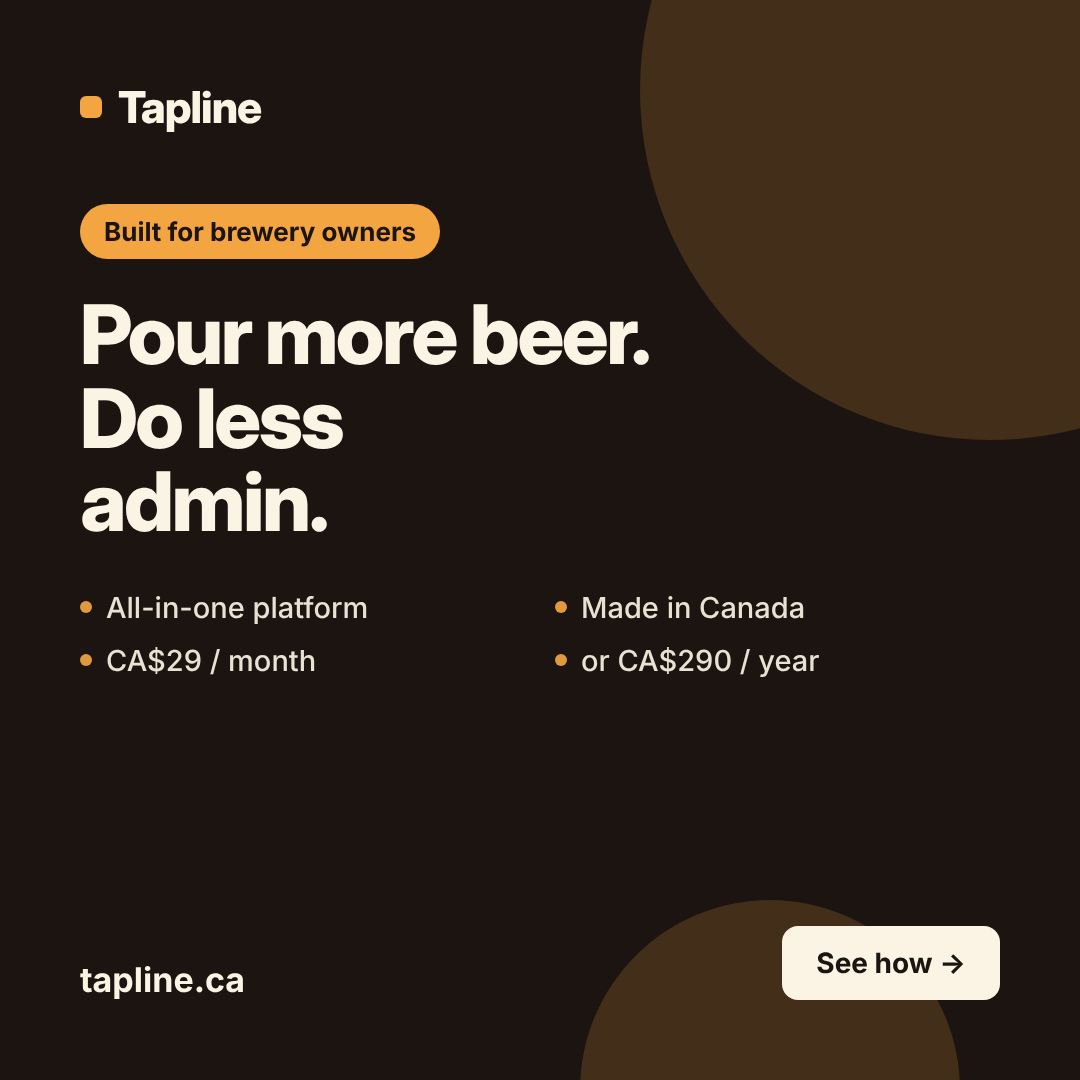 Tapline
Built for brewery owners
Pour more beer.
Do less
admin.
All-in-one platform
Made in Canada
CA$29 / month
or CA$290 / year
tapline.ca
See how →